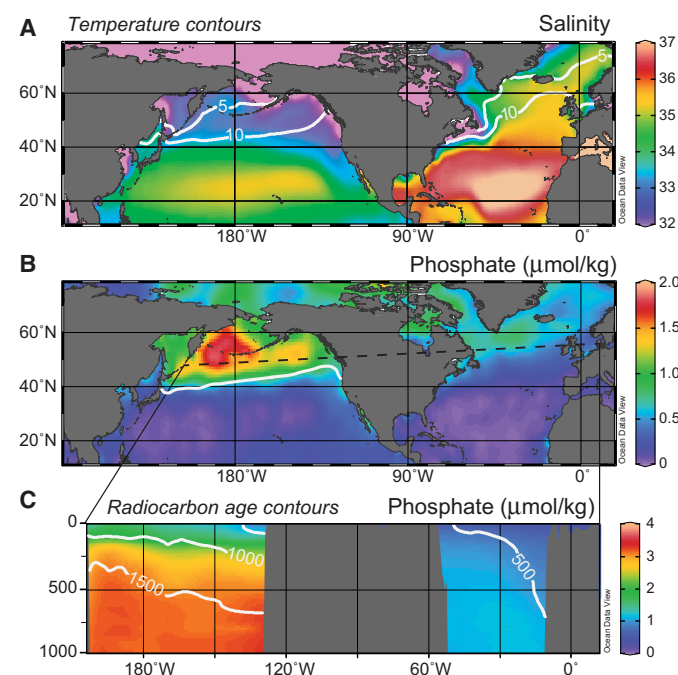 A
Temperature contours
Salinity
60˚N
40˚N
20˚N
5
10
5
10
180˚W
90˚W
0˚
37
36
35
34
33
32
Ocean Data View
B
Phosphate (μmol/kg)
60˚N
40˚N
20˚N
180˚W
90˚W
0˚
2.0
1.5
1.0
0.5
0
Ocean Data View
C
Radiocarbon age contours
Phosphate (μmol/kg)
0
500
1000
1000
1500
500
180˚W
120˚W
60˚W
0˚
4
3
2
1
0
Ocean Data View